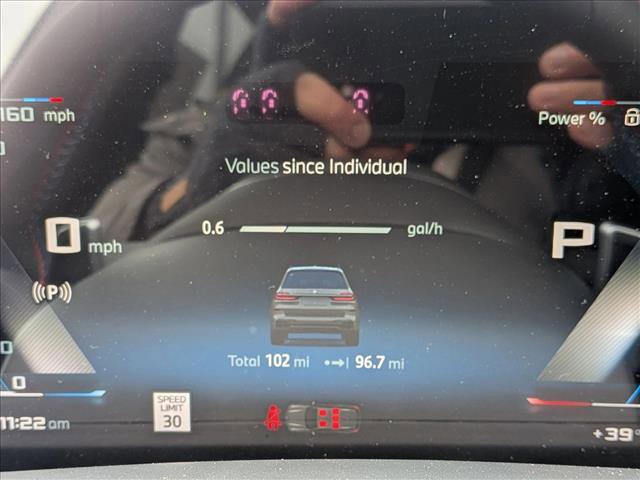 160 mph
Power %
Values since Individual
0 mph
0.6 gal/h
P
(P)
Total 102 mi 96.7 mi
0
0
11:22 am
SPEED
LIMIT
30
+39°